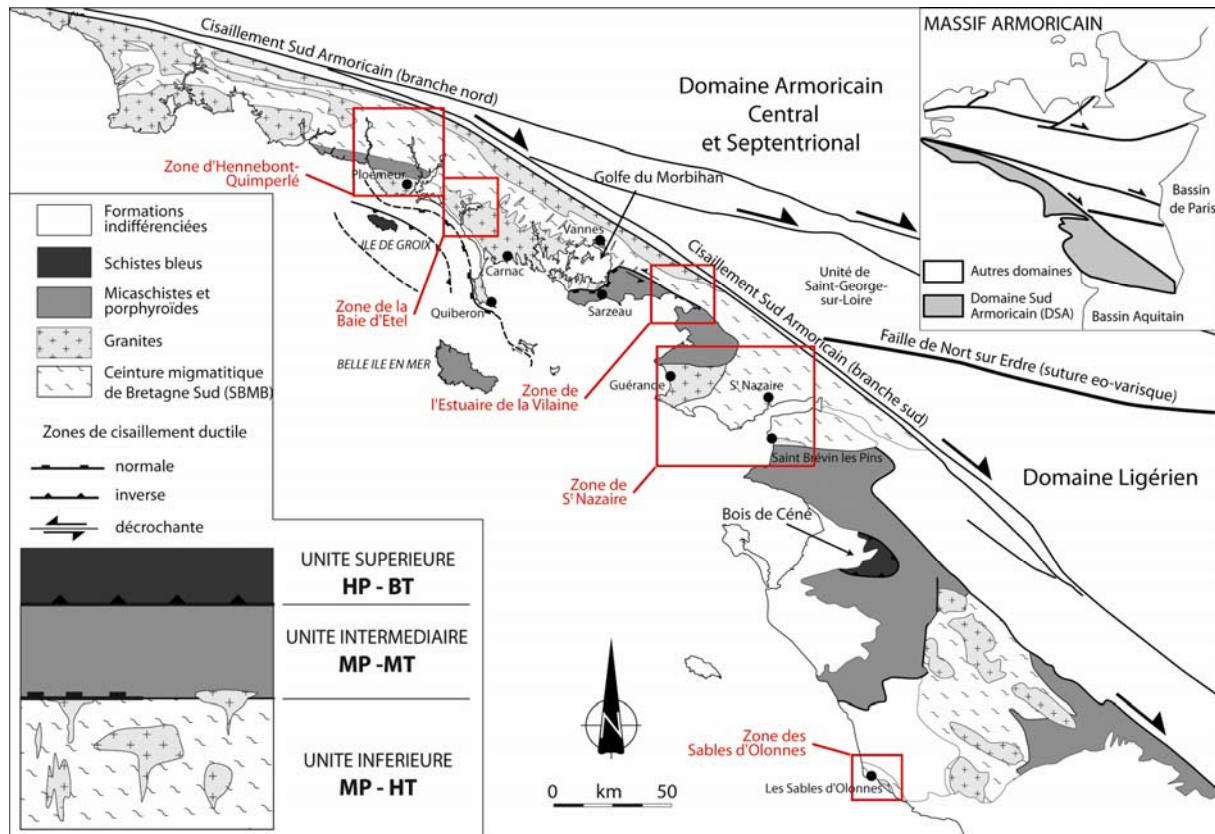 Cisaillement Sud Armoricain (branche nord)
Domaine Armoricain
Central
et Septentrional
MASSIF ARMORICAIN
Bassin
de Paris
Autres domaines
Domaine Sud
Armoricain (DSA)
Bassin Aquitain
Zone d'Hennebont-
Quimperlé
Ploemeur
Golfe du Morbihan
Vannes
ILE DE GROIX
Carnac
Zone de la
Baie d'Etel
Quiberon
Sarzeau
BELLE ILE EN MER
Cisaillement Sud Armoricain (branche sud)
Unité de
Saint-George-
sur-Loire
Faille de Nort sur Erdre (suture eo-varisque)
Guérande
St Nazaire
Zone de
l'Estuaire de la Vilaine
Saint Brévin les Pins
Zone de
St Nazaire
Domaine Ligérien
Bois de Céné
Zone des
Sables d'Olonnes
Les Sables d'Olonnes
N
0 km 50
Formations
indifférenciées
Schistes bleus
Micaschistes et
porphyroïdes
Granites
Ceinture migmatitique
de Bretagne Sud (SBMB)
Zones de cisaillement ductile
normale
inverse
décrochante
UNITE SUPERIEURE
HP - BT
UNITE INTERMEDIAIRE
MP -MT
UNITE INFERIEURE
MP - HT